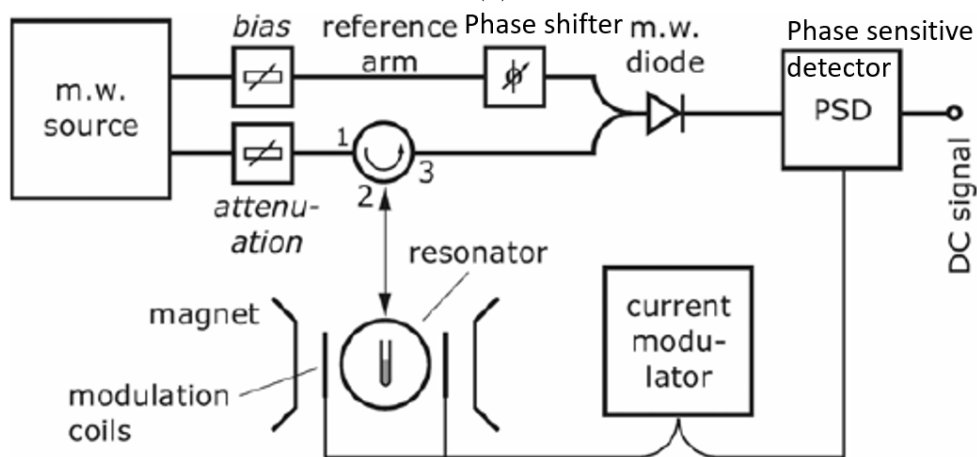 m.w.
source
bias
reference
arm
Phase shifter
ϕ
m.w.
diode
Phase sensitive
detector
PSD
DC signal
attenu-
ation
1
2
3
resonator
magnet
modulation
coils
current
modu-
lator